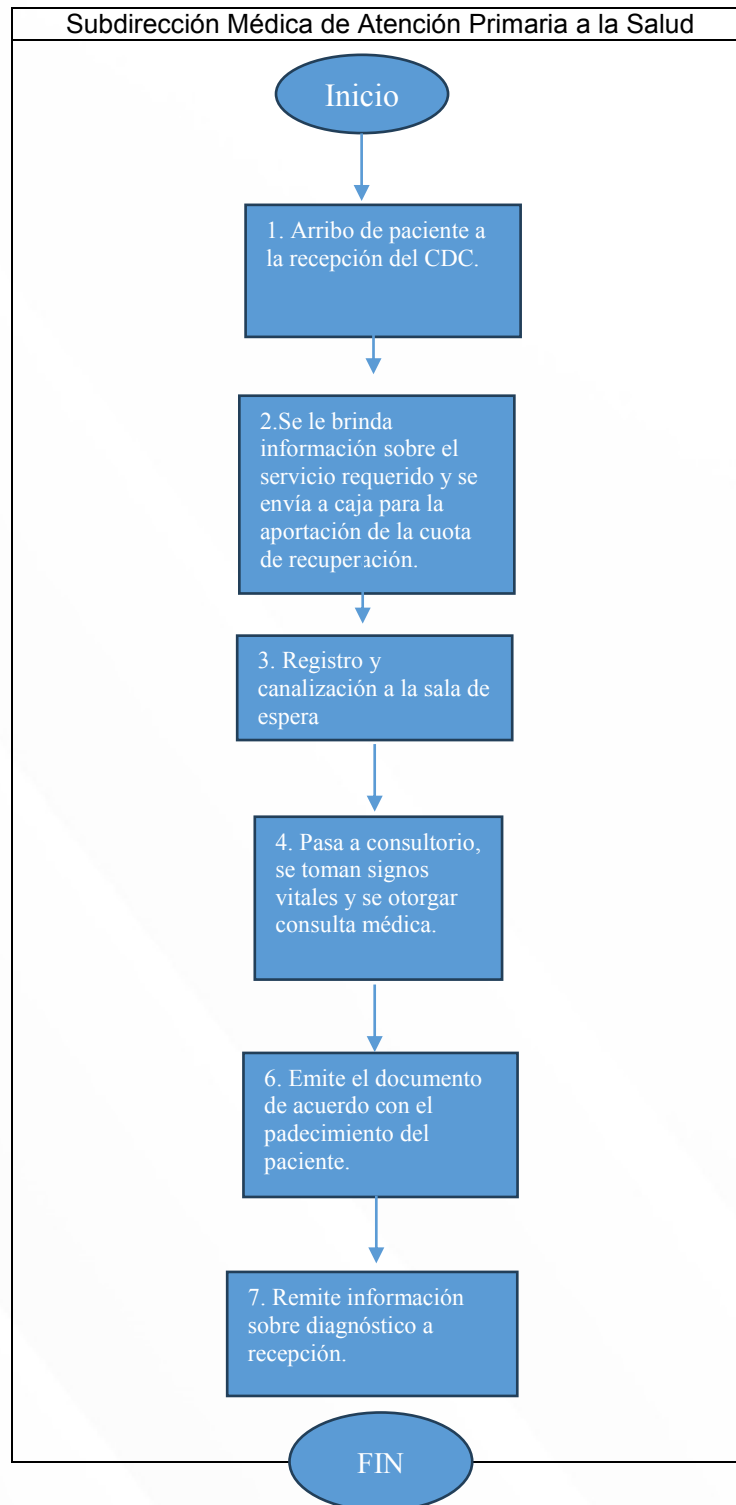 Subdirección Médica de Atención Primaria a la Salud
Inicio
1. Arribo de paciente a
la recepción del CDC.
2.Se le brinda
información sobre el
servicio requerido y se
envía a caja para la
aportación de la cuota
de recuperación.
3. Registro y
canalización a la sala de
espera
4. Pasa a consultorio,
se toman signos
vitales y se otorgar
consulta médica.
6. Emite el documento
de acuerdo con el
padecimiento del
paciente.
7. Remite información
sobre diagnóstico a
recepción.
FIN